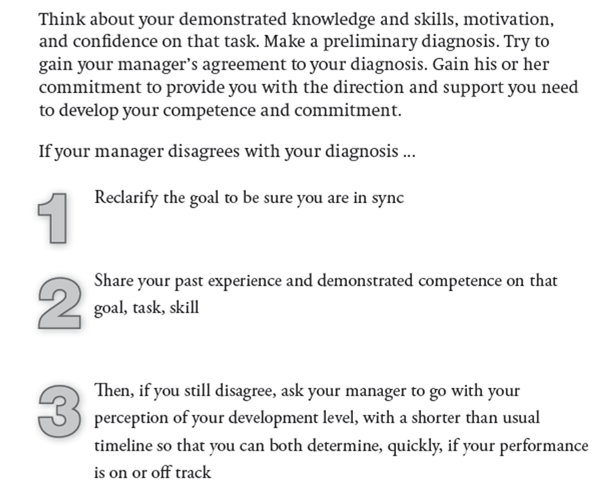 Think about your demonstrated knowledge and skills, motivation,
and confidence on that task. Make a preliminary diagnosis. Try to
gain your manager's agreement to your diagnosis. Gain his or her
commitment to provide you with the direction and support you need
to develop your competence and commitment.
If your manager disagrees with your diagnosis ...
1 Reclarify the goal to be sure you are in sync
2 Share your past experience and demonstrated competence on that
goal, task, skill
3 Then, if you still disagree, ask your manager to go with your
perception of your development level, with a shorter than usual
timeline so that you can both determine, quickly, if your performance
is on or off track